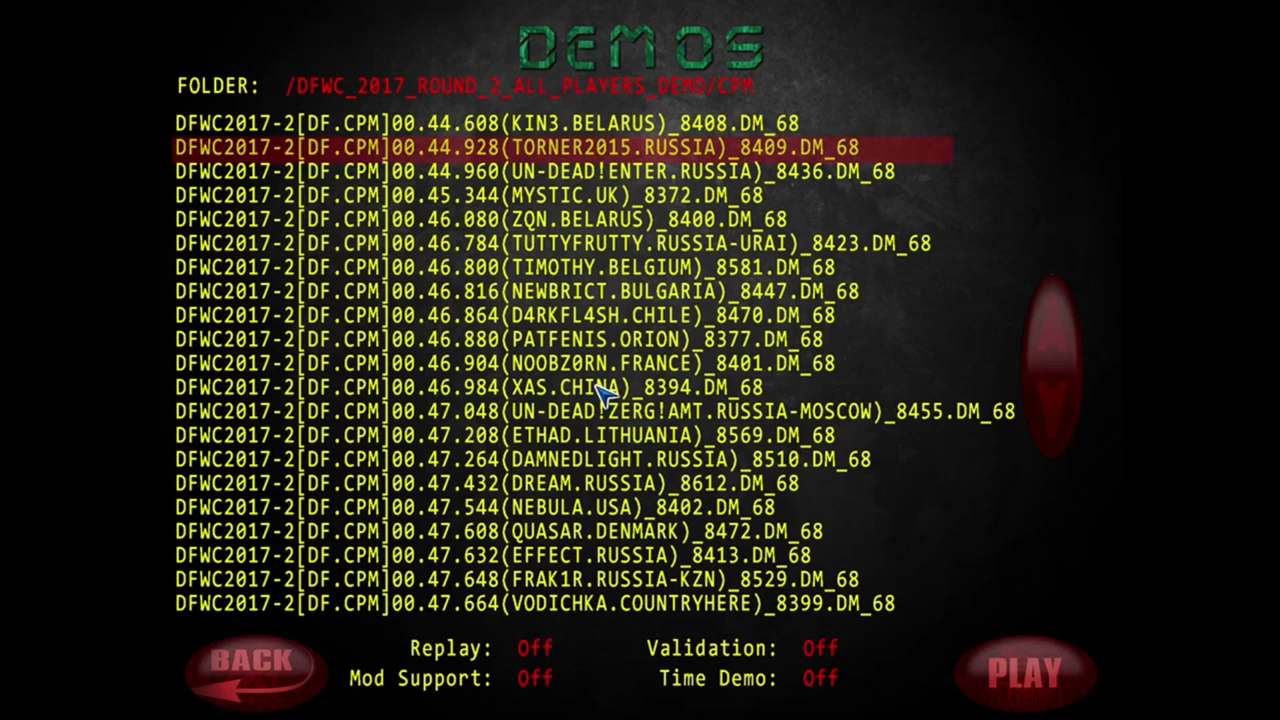 DEMOS
FOLDER: /DFWC_2017_ROUND_2_ALL_PLAYERS_DEMO/CPM
DFWC2017-2[DF.CPM]00.44.608(KIN3.BELARUS)_8408.DM_68
DFWC2017-2[DF.CPM]00.44.928(TORNER2015.RUSSIA)_8409.DM_68
DFWC2017-2[DF.CPM]00.44.960(UN-DEAD!ENTER.RUSSIA)_8436.DM_68
DFWC2017-2[DF.CPM]00.45.344(MYSTIC.UK)_8372.DM_68
DFWC2017-2[DF.CPM]00.46.080(ZQN.BELARUS)_8400.DM_68
DFWC2017-2[DF.CPM]00.46.784(TUTTYFRUTTY.RUSSIA-URAI)_8423.DM_68
DFWC2017-2[DF.CPM]00.46.800(TIMOTHY.BELGIUM)_8581.DM_68
DFWC2017-2[DF.CPM]00.46.816(NEWBRICT.BULGARIA)_8447.DM_68
DFWC2017-2[DF.CPM]00.46.864(D4RKFL4SH.CHILE)_8470.DM_68
DFWC2017-2[DF.CPM]00.46.880(PATFENIS.ORION)_8377.DM_68
DFWC2017-2[DF.CPM]00.46.904(NOOBZ0RN.FRANCE)_8401.DM_68
DFWC2017-2[DF.CPM]00.46.984(XAS.CHINA)_8394.DM_68
DFWC2017-2[DF.CPM]00.47.048(UN-DEAD!ZERG!AMT.RUSSIA-MOSCOW)_8455.DM_68
DFWC2017-2[DF.CPM]00.47.208(ETHAD.LITHUANIA)_8569.DM_68
DFWC2017-2[DF.CPM]00.47.264(DAMNEDLIGHT.RUSSIA)_8510.DM_68
DFWC2017-2[DF.CPM]00.47.432(DREAM.RUSSIA)_8612.DM_68
DFWC2017-2[DF.CPM]00.47.544(NEBULA.USA)_8402.DM_68
DFWC2017-2[DF.CPM]00.47.608(QUASAR.DENMARK)_8472.DM_68
DFWC2017-2[DF.CPM]00.47.632(EFFECT.RUSSIA)_8413.DM_68
DFWC2017-2[DF.CPM]00.47.648(FRAK1R.RUSSIA-KZN)_8529.DM_68
DFWC2017-2[DF.CPM]00.47.664(VODICHKA.COUNTRYHERE)_8399.DM_68
Replay: Off Validation: Off
Mod Support: Off Time Demo: Off
BACK
PLAY